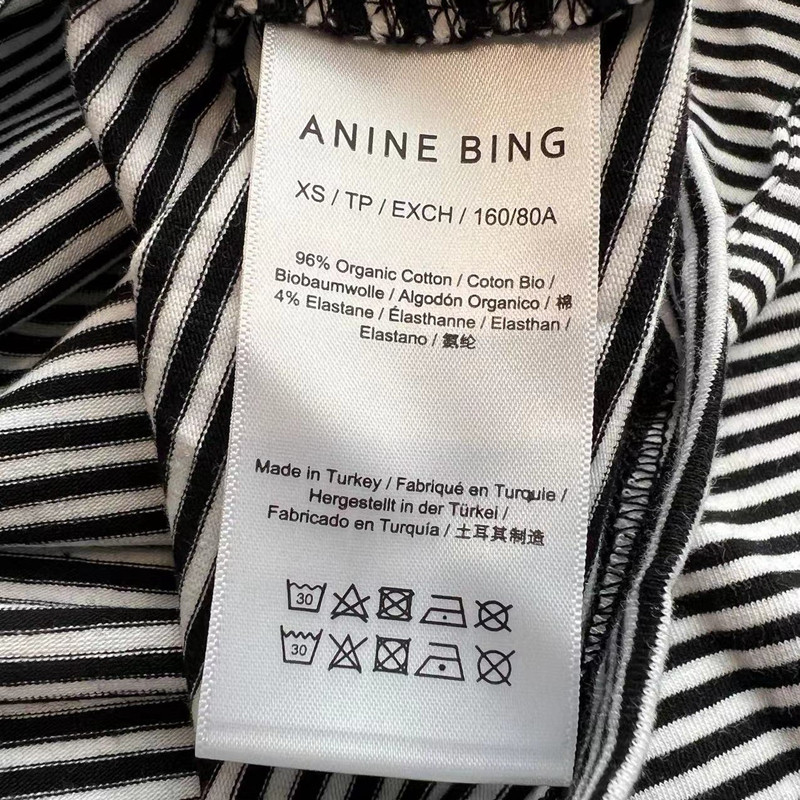 ANINE BING
XS / TP / EXCH / 160/80A
96% Organic Cotton / Coton Bio /
Biobaumwolle / Algodón Organico / 棉
4% Elastane / Élasthanne / Elasthan /
Elastano / 氨纶
Made in Turkey / Fabriqué en Turquie /
Hergestellt in der Türkei /
Fabricado en Turquía / 土耳其制造
30
30